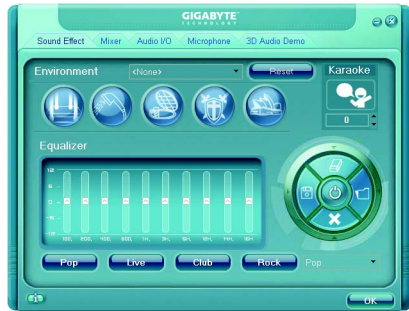 GIGABYTE
TECHNOLOGY
Sound Effect Mixer Audio I/O Microphone 3D Audio Demo
Environment <None> Reset Karaoke
0
Equalizer
Pop Live Club Rock Pop
OK